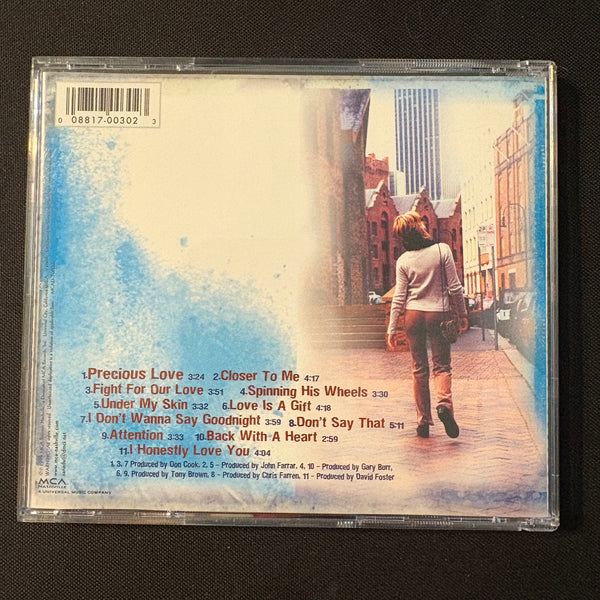 0 08817-00302 3
1.Precious Love 3:24 2.Closer To Me 4:17
3.Fight For Our Love 3:51 4.Spinning His Wheels 3:30
5.Under My Skin 3:32 6.Love Is A Gift 4:18
7.I Don't Wanna Say Goodnight 3:59 8.Don't Say That 5:11
9.Attention 3:33 10.Back With A Heart 2:59
11.I Honestly Love You 4:04
1, 3, 7 Produced by Don Cook, 2, 5 - Produced by John Farrar, 4, 10 - Produced by Gary Burr,
6, 9, - Produced by Tony Brown, 8 - Produced by Chris Farren, 11 - Produced by David Foster
MCA
NASHVILLE
A UNIVERSAL MUSIC COMPANY